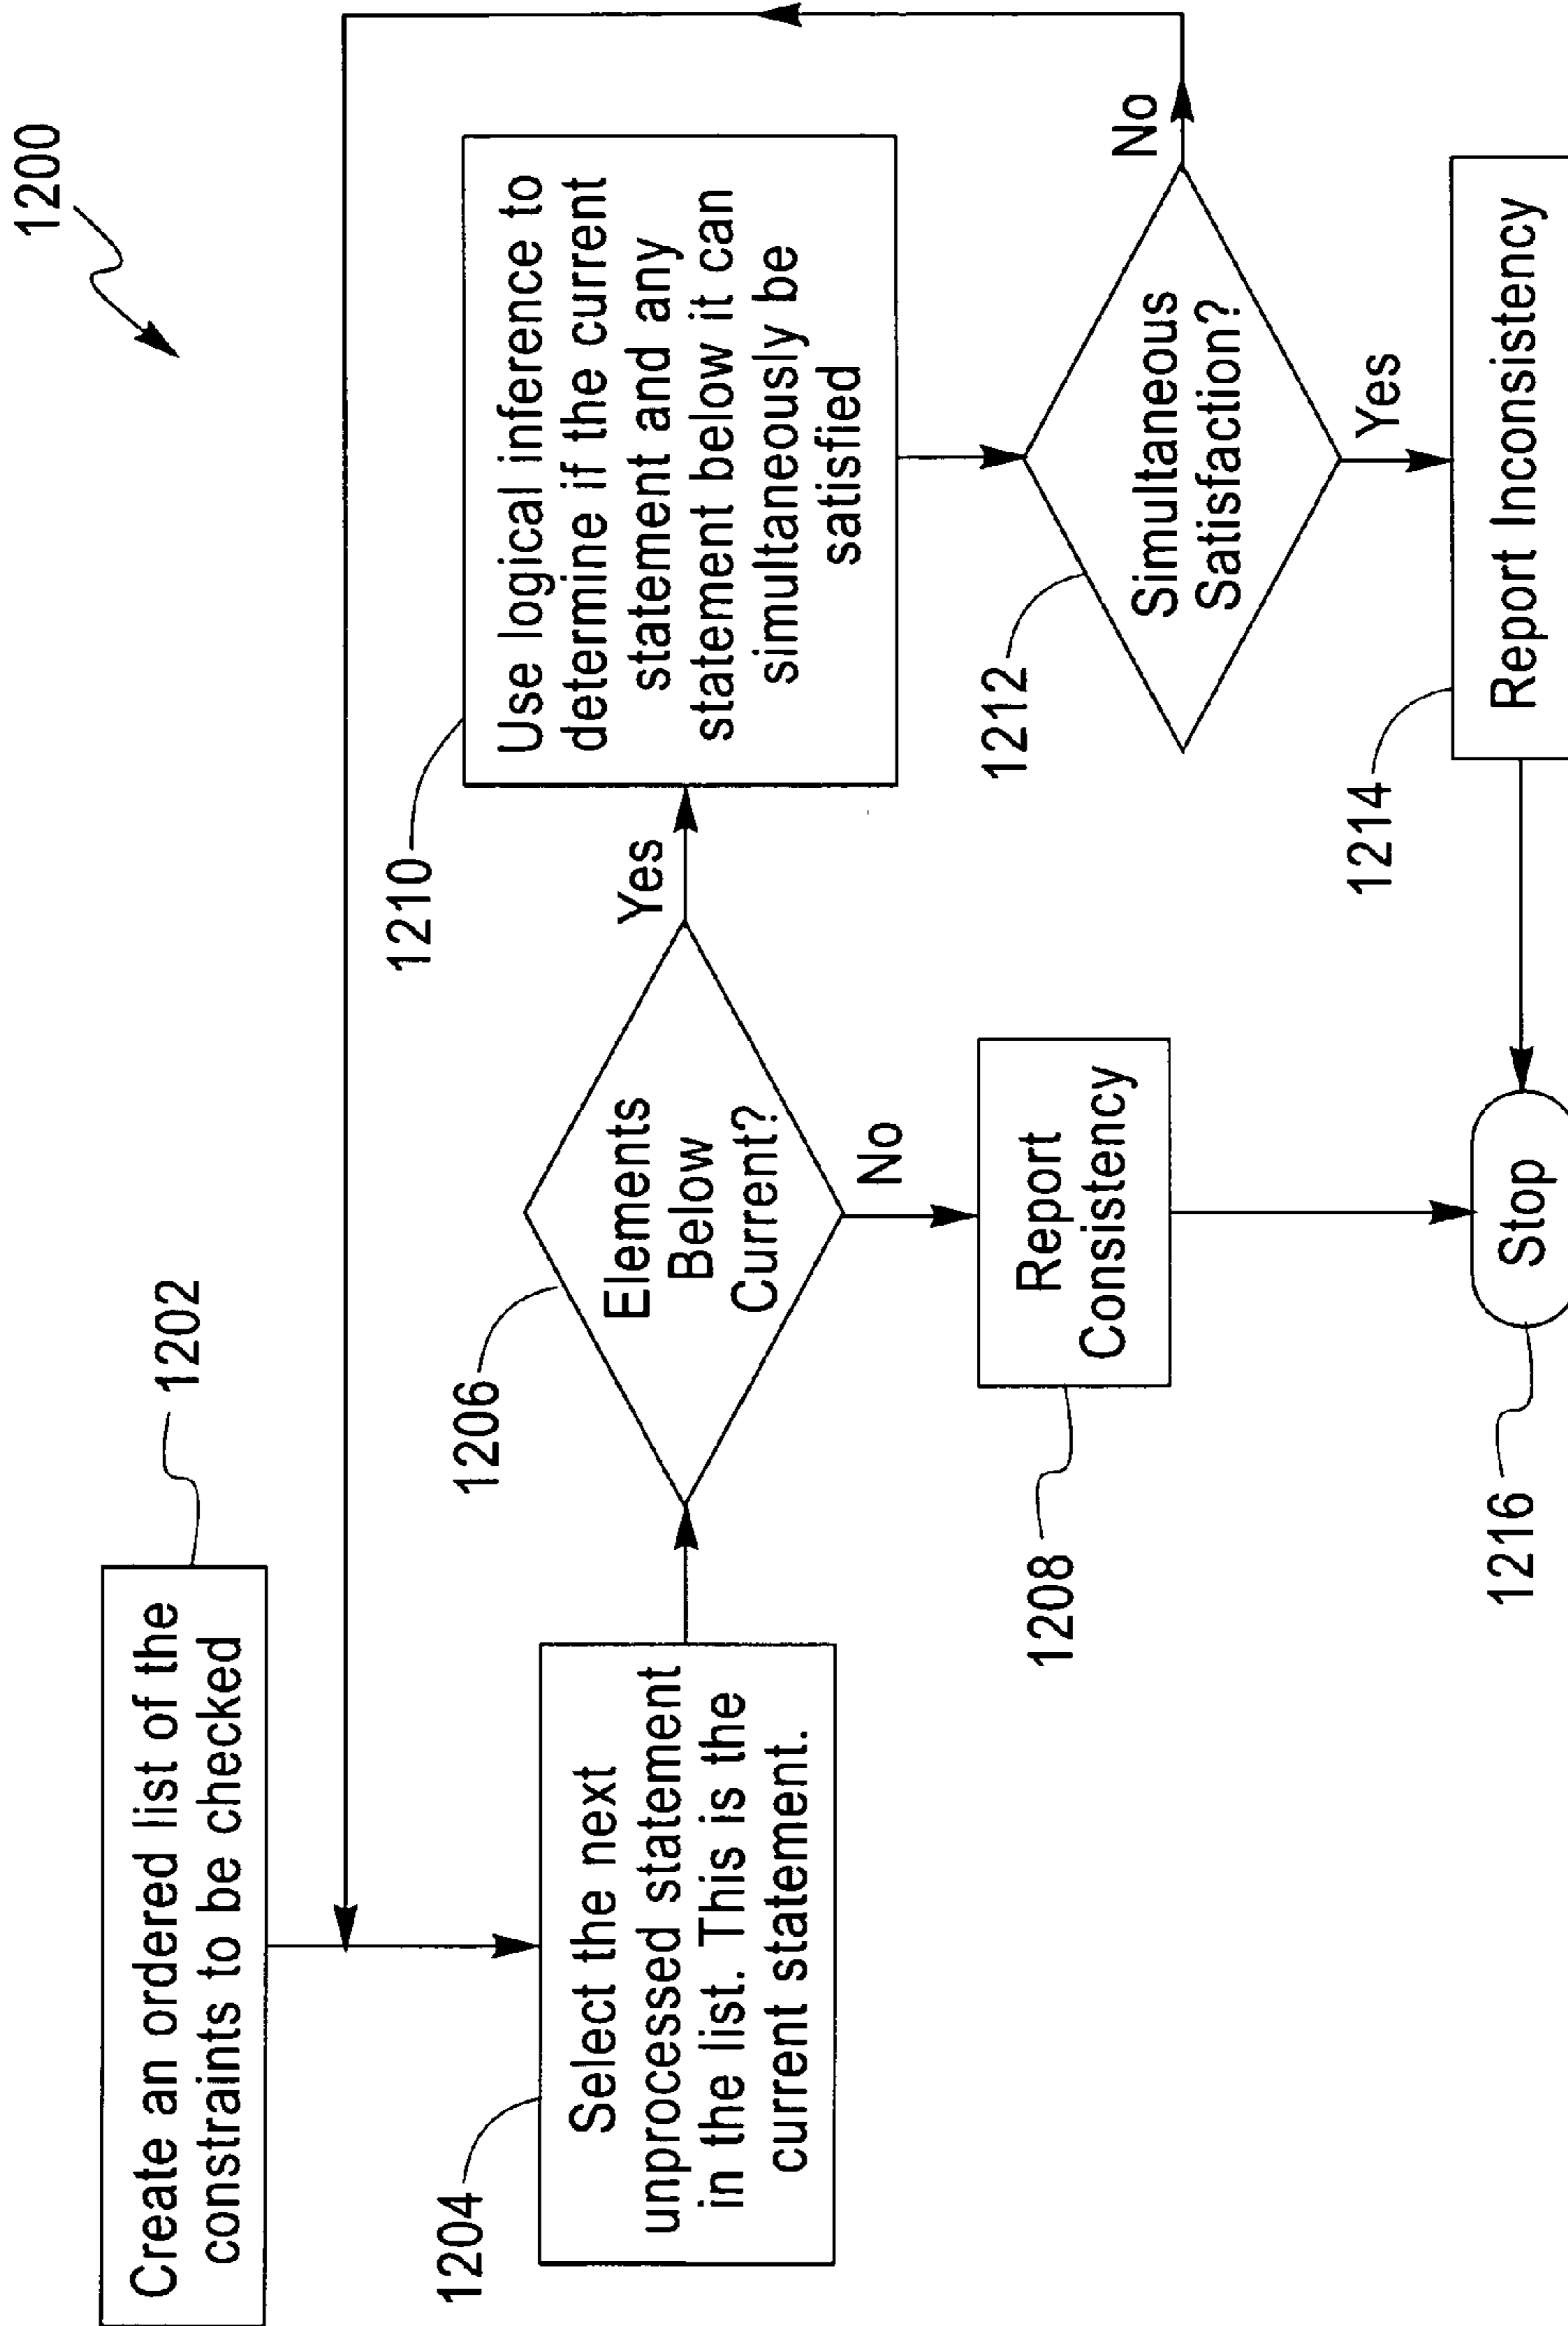 1200
Create an ordered list of the
constraints to be checked
1202
1204
Select the next
unprocessed statement
in the list. This is the
current statement.
1206
Elements
Below
Current?
Yes
No
1208
Report
Consistency
1210
Use logical inference to
determine if the current
statement and any
statement below it can
simultaneously be
satisfied
1212
Simultaneous
Satisfaction?
No
Yes
1214
Report Inconsistency
1216
Stop